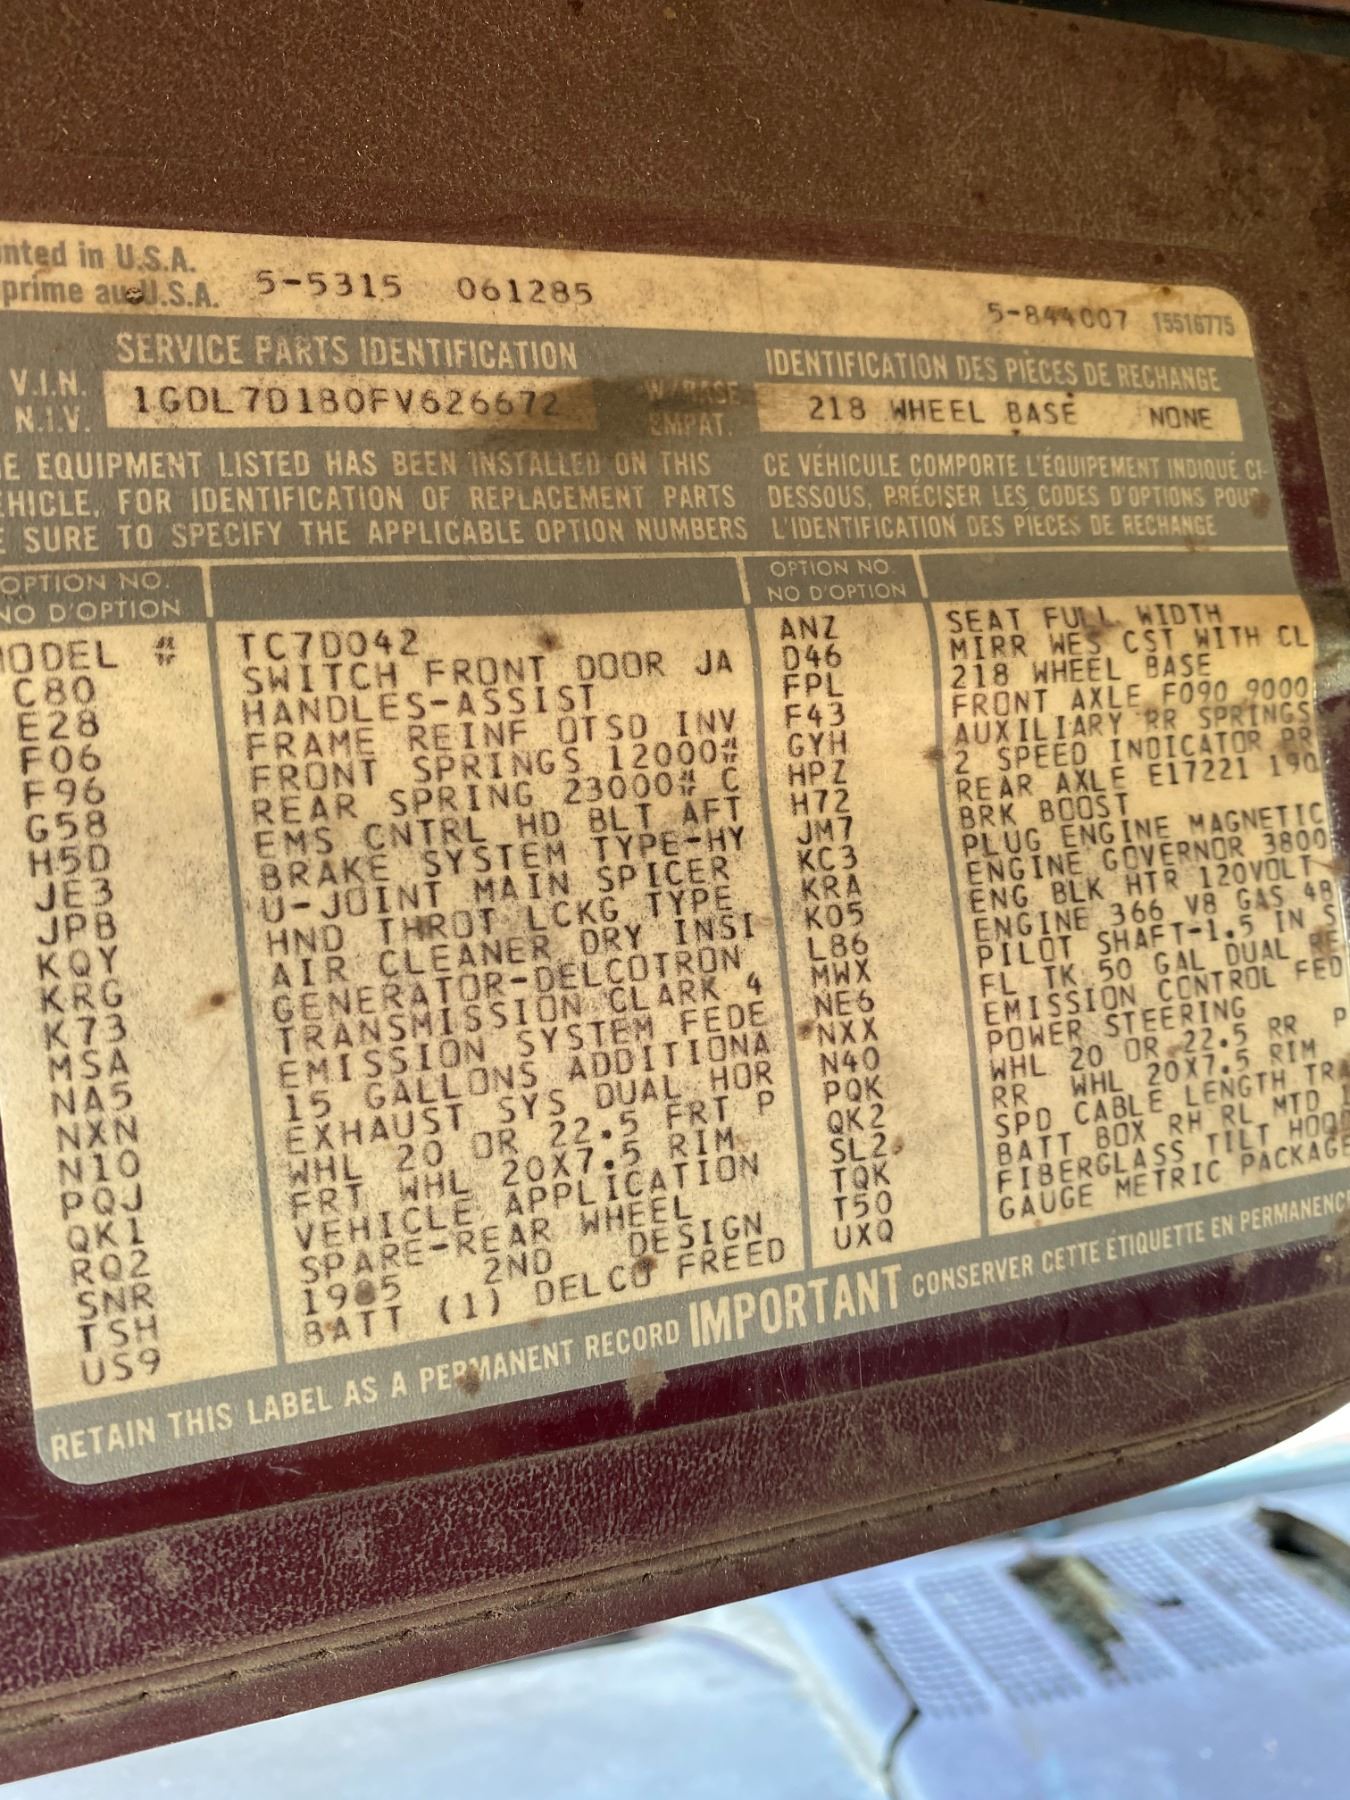 nted in U.S.A.
prime au U.S.A.
5-5315 061285
5-844007 15516775
SERVICE PARTS IDENTIFICATION
IDENTIFICATION DES PIÈCES DE RECHANGE
V.I.N.
N.I.V.
1GDL7D180FV626672
W/BASE
EMPAT.
218 WHEEL BASE NONE
E EQUIPMENT LISTED HAS BEEN INSTALLED ON THIS
EHICLE, FOR IDENTIFICATION OF REPLACEMENT PARTS
E SURE TO SPECIFY THE APPLICABLE OPTION NUMBERS
CE VÉHICULE COMPORTE L'ÉQUIPEMENT INDIQUÉ CI-
DESSOUS, PRÉCISER LES CODES D'OPTIONS POUR
L'IDENTIFICATION DES PIÈCES DE RECHANGE
OPTION NO.
NO D'OPTION
ODEL # TC7D042
C80 SWITCH FRONT DOOR JA
E28 HANDLES-ASSIST
F06 FRAME REINF OTSD INV
F96 FRONT SPRINGS 12000#
G58 REAR SPRING 23000# C
H5D EMS CNTRL HD BLT AFT
JE3 BRAKE SYSTEM TYPE-HY
JPB U-JOINT MAIN SPICER
KQY HND THROT LCKG TYPE
KRG AIR CLEANER DRY INSI
K73 GENERATOR-DELCOTRON
MSA TRANSMISSION CLARK 4
NA5 EMISSION SYSTEM FEDE
NXN 15 GALLONS ADDITIONA
N10 EXHAUST SYS DUAL HOR
PQJ WHL 20 OR 22.5 FRT P
QK1 FRT WHL 20X7.5 RIM
RQ2 VEHICLE APPLICATION
SNR SPARE-REAR WHEEL
TSH 1985 2ND DESIGN
US9 BATT (1) DELCO FREED
OPTION NO.
NO D'OPTION
ANZ SEAT FULL WIDTH
D46 MIRR WES CST WITH CL
FPL 218 WHEEL BASE
F43 FRONT AXLE F090 9000
GYH AUXILIARY RR SPRINGS
HPZ 2 SPEED INDICATOR PR
H72 REAR AXLE E17221 190
JM7 BRK BOOST
KC3 PLUG ENGINE MAGNETIC
KRA ENGINE GOVERNOR 3800
K05 ENG BLK HTR 120VOLT
L86 ENGINE 366 V8 GAS 4B
MWX PILOT SHAFT-1.5 IN S
NE6 FL TK 50 GAL DUAL RE
NXX EMISSION CONTROL FED
N40 POWER STEERING
PQK WHL 20 OR 22.5 RR P
QK2 RR WHL 20X7.5 RIM
SL2 SPD CABLE LENGTH TRA
TQK BATT BOX RH RL MTD 1
T50 FIBERGLASS TILT HOOD
UXQ GAUGE METRIC PACKAGE
RETAIN THIS LABEL AS A PERMANENT RECORD IMPORTANT CONSERVER CETTE ÉTIQUETTE EN PERMANENC